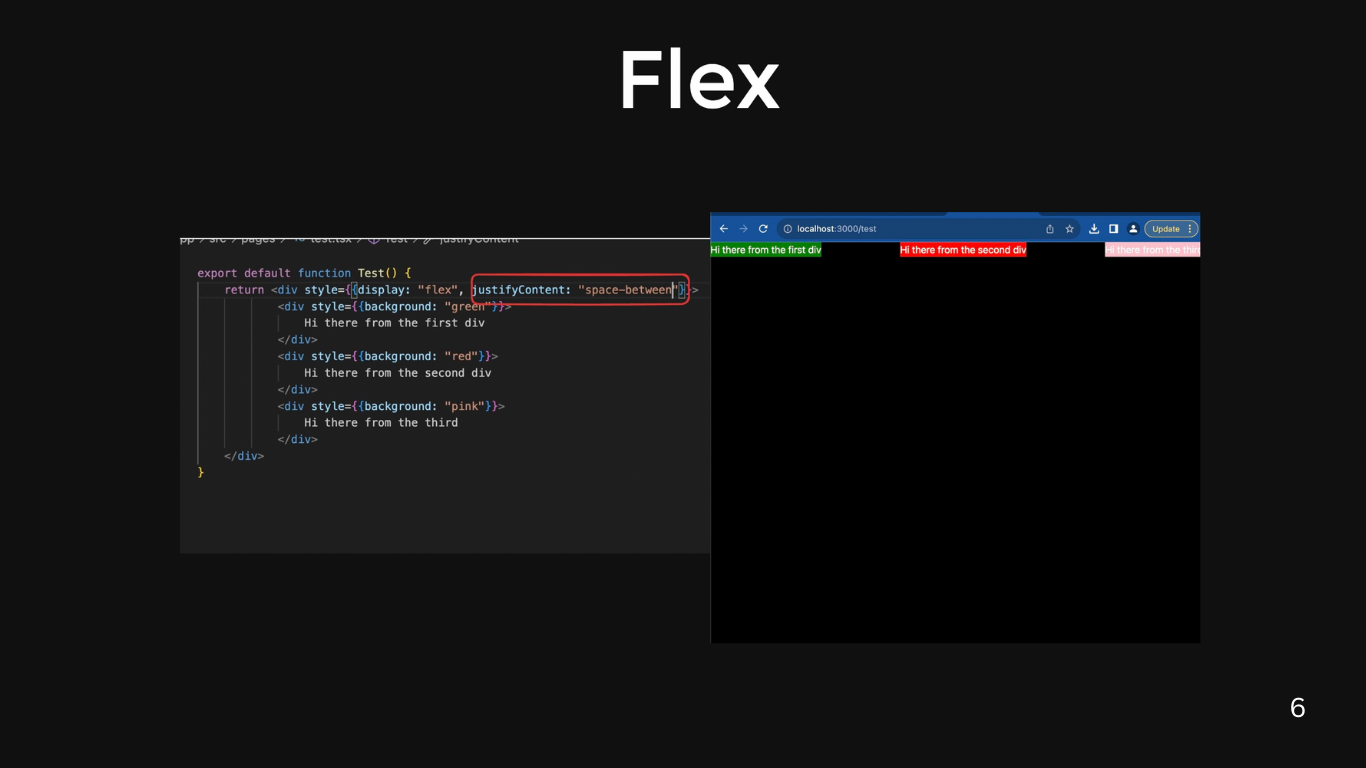 Flex
pp > src > pages > test.tsx > Test > justifyContent
export default function Test() {
return <div style={{display: "flex", justifyContent: "space-between"}}>
<div style={{background: "green"}}>
Hi there from the first div
</div>
<div style={{background: "red"}}>
Hi there from the second div
</div>
<div style={{background: "pink"}}>
Hi there from the third
</div>
</div>
}
localhost:3000/test
Update
Hi there from the first div
Hi there from the second div
Hi there from the third
6